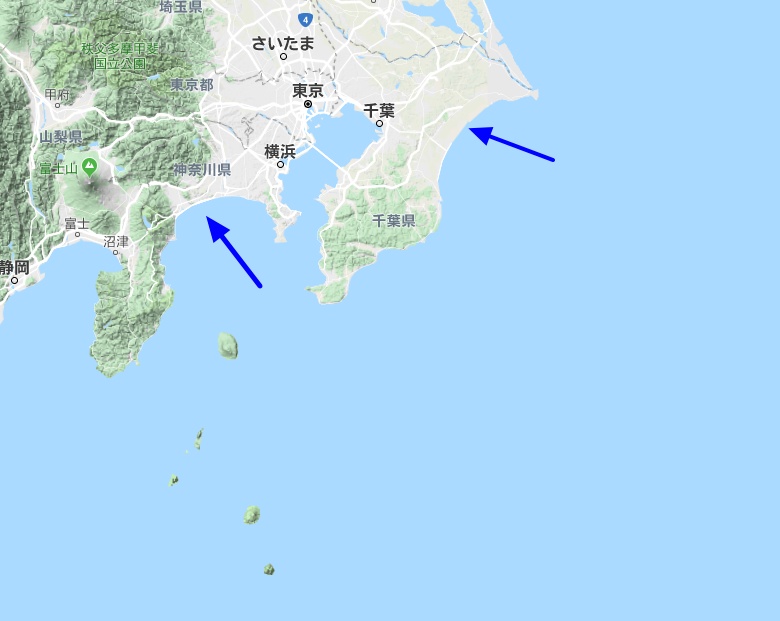 埼玉県
4
さいたま
秩父多摩甲斐
国立公園
東京都
東京
甲府
千葉
山梨県
横浜
富士山
神奈川県
千葉県
富士
沼津
静岡